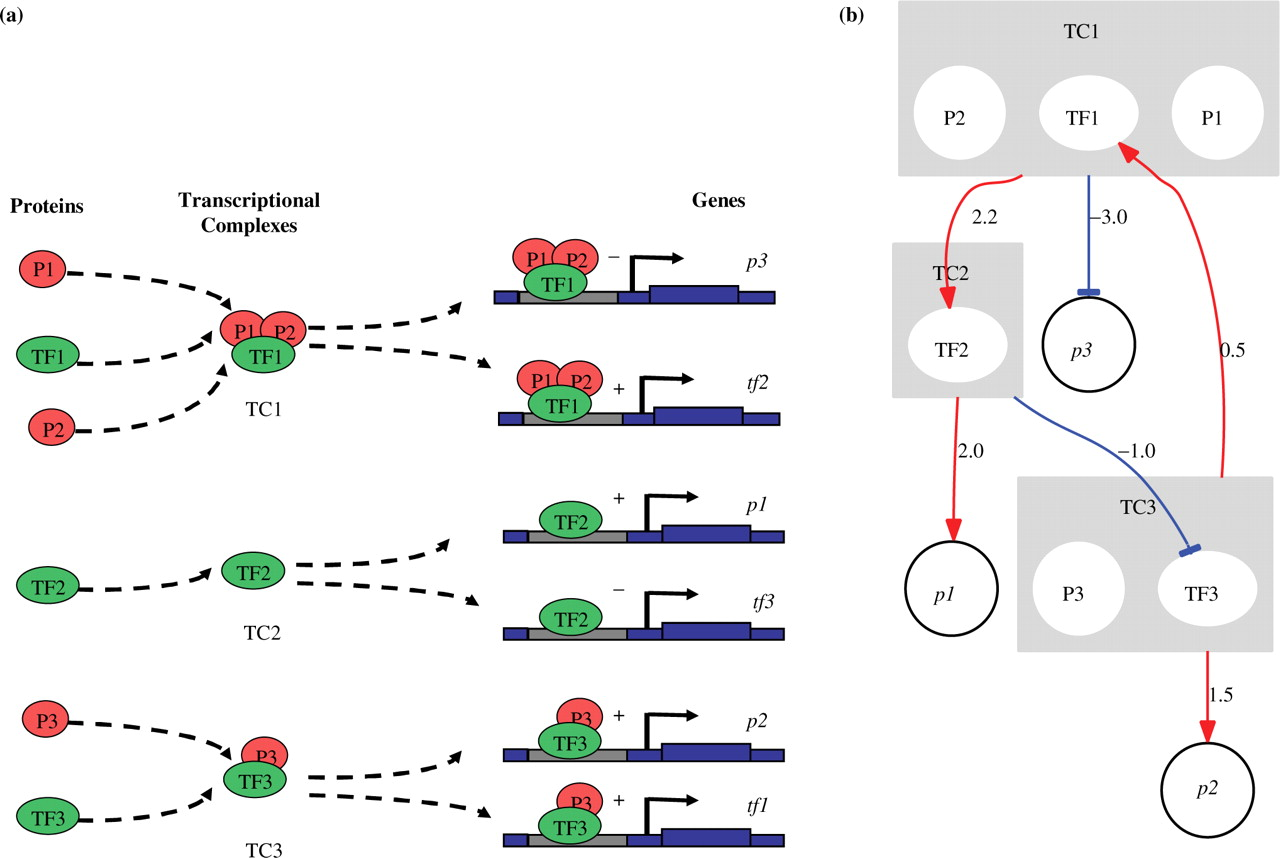 (a)
Proteins
Transcriptional
Complexes
Genes
P1
TF1
P2
P1
P2
TF1
TC1
P1
P2
TF1
−
p3
P1
P2
TF1
+
tf2
TF2
TF2
TC2
TF2
+
p1
TF2
−
tf3
P3
TF3
P3
TF3
TC3
P3
TF3
+
p2
P3
TF3
+
tf1
(b)
TC1
P2
TF1
P1
2.2
−3.0
TC2
TF2
p3
0.5
2.0
−1.0
TC3
p1
P3
TF3
1.5
p2